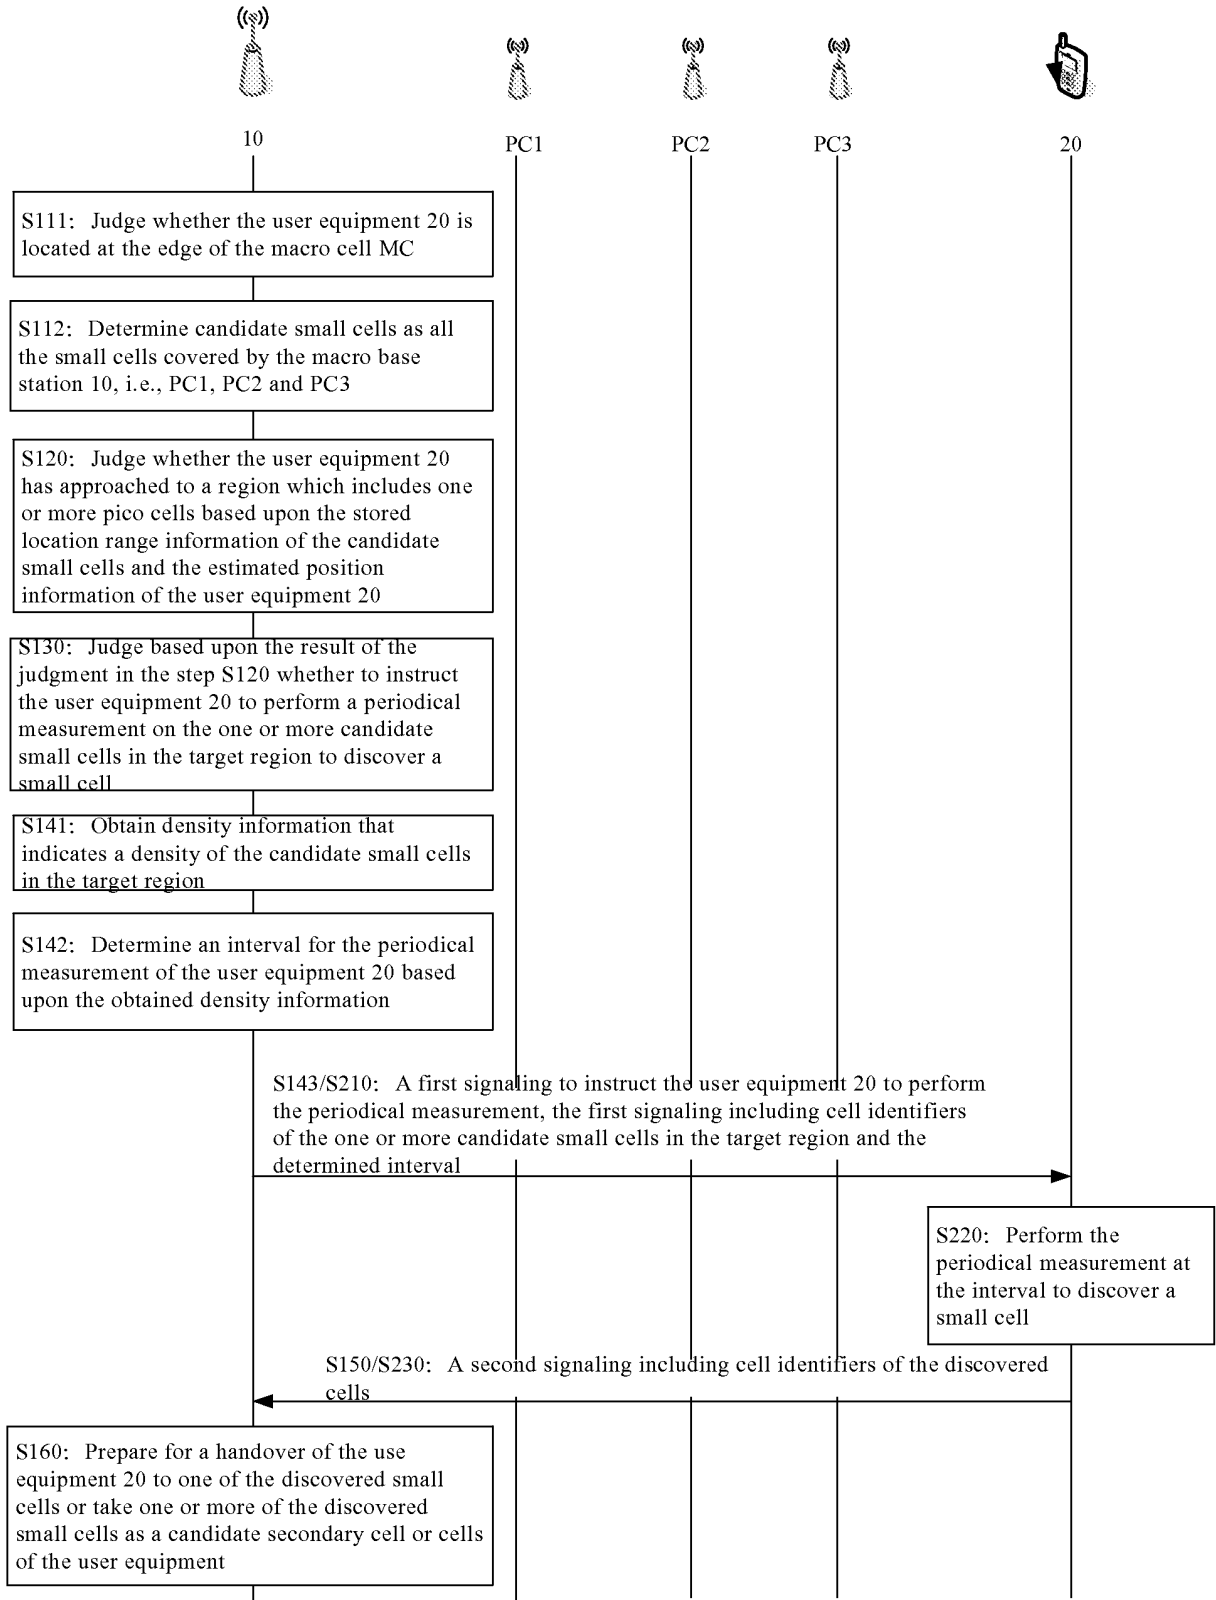 10
PC1
PC2
PC3
20
S111: Judge whether the user equipment 20 is
located at the edge of the macro cell MC
S112: Determine candidate small cells as all
the small cells covered by the macro base
station 10, i.e., PC1, PC2 and PC3
S120: Judge whether the user equipment 20
has approached to a region which includes one
or more pico cells based upon the stored
location range information of the candidate
small cells and the estimated position
information of the user equipment 20
S130: Judge based upon the result of the
judgment in the step S120 whether to instruct
the user equipment 20 to perform a periodical
measurement on the one or more candidate
small cells in the target region to discover a
small cell
S141: Obtain density information that
indicates a density of the candidate small cells
in the target region
S142: Determine an interval for the periodical
measurement of the user equipment 20 based
upon the obtained density information
S143/S210: A first signaling to instruct the user equipment 20 to perform
the periodical measurement, the first signaling including cell identifiers
of the one or more candidate small cells in the target region and the
determined interval
S220: Perform the
periodical measurement at
the interval to discover a
small cell
S150/S230: A second signaling including cell identifiers of the discovered
cells
S160: Prepare for a handover of the use
equipment 20 to one of the discovered small
cells or take one or more of the discovered
small cells as a candidate secondary cell or cells
of the user equipment